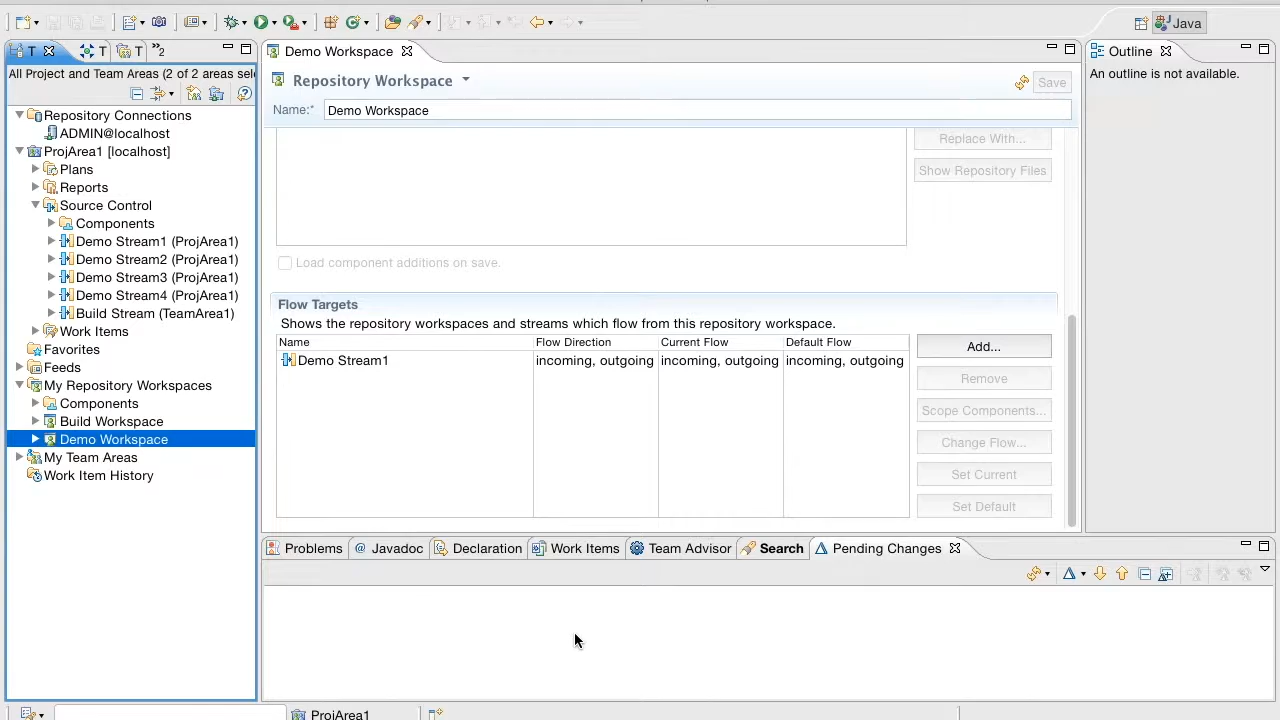 Java
T
T
T
»2
All Project and Team Areas (2 of 2 areas sel
Repository Connections
ADMIN@localhost
ProjArea1 [localhost]
Plans
Reports
Source Control
Components
Demo Stream1 (ProjArea1)
Demo Stream2 (ProjArea1)
Demo Stream3 (ProjArea1)
Demo Stream4 (ProjArea1)
Build Stream (TeamArea1)
Work Items
Favorites
Feeds
My Repository Workspaces
Components
Build Workspace
Demo Workspace
My Team Areas
Work Item History
Demo Workspace
Repository Workspace
Save
Name:* Demo Workspace
Replace With...
Show Repository Files
Load component additions on save.
Flow Targets
Shows the repository workspaces and streams which flow from this repository workspace.
Name Flow Direction Current Flow Default Flow
Demo Stream1 incoming, outgoing incoming, outgoing incoming, outgoing
Add...
Remove
Scope Components...
Change Flow...
Set Current
Set Default
Outline
An outline is not available.
Problems @ Javadoc Declaration Work Items Team Advisor Search Pending Changes
ProjArea1